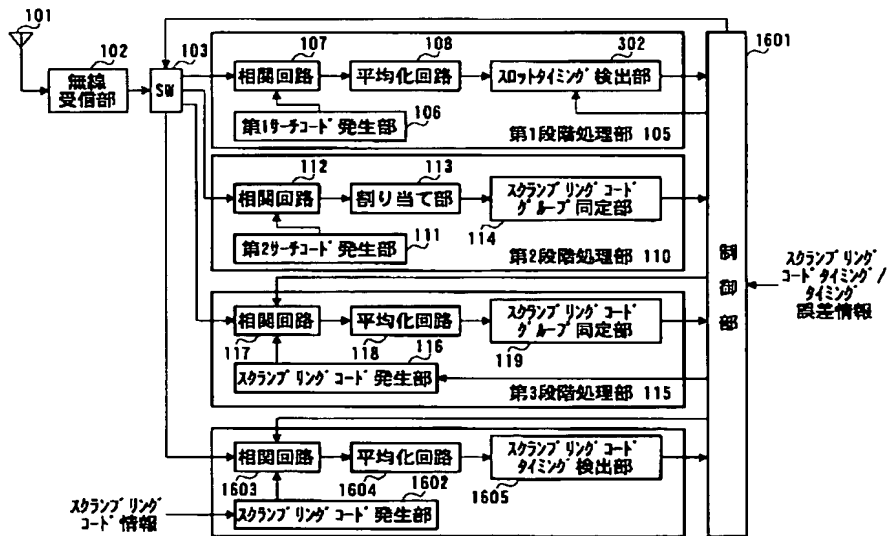 101
102
無線
受信部
103
SW
107
相関回路
108
平均化回路
302
スロットタイミング検出部
第1サーチコード発生部
106
第1段階処理部 105
112
相関回路
113
割り当て部
スクランブリングコード
グループ同定部
114
第2サーチコード発生部
111
第2段階処理部 110
相関回路
117
平均化回路
118
スクランブリングコード
グループ同定部
119
116
スクランブリングコード発生部
第3段階処理部 115
相関回路
1603
平均化回路
1604
スクランブリングコード
タイミング検出部
1605
1602
スクランブリングコード発生部
スクランブリング
コード情報
1601
制御部
スクランブリング
コードタイミング/
タイミング
誤差情報